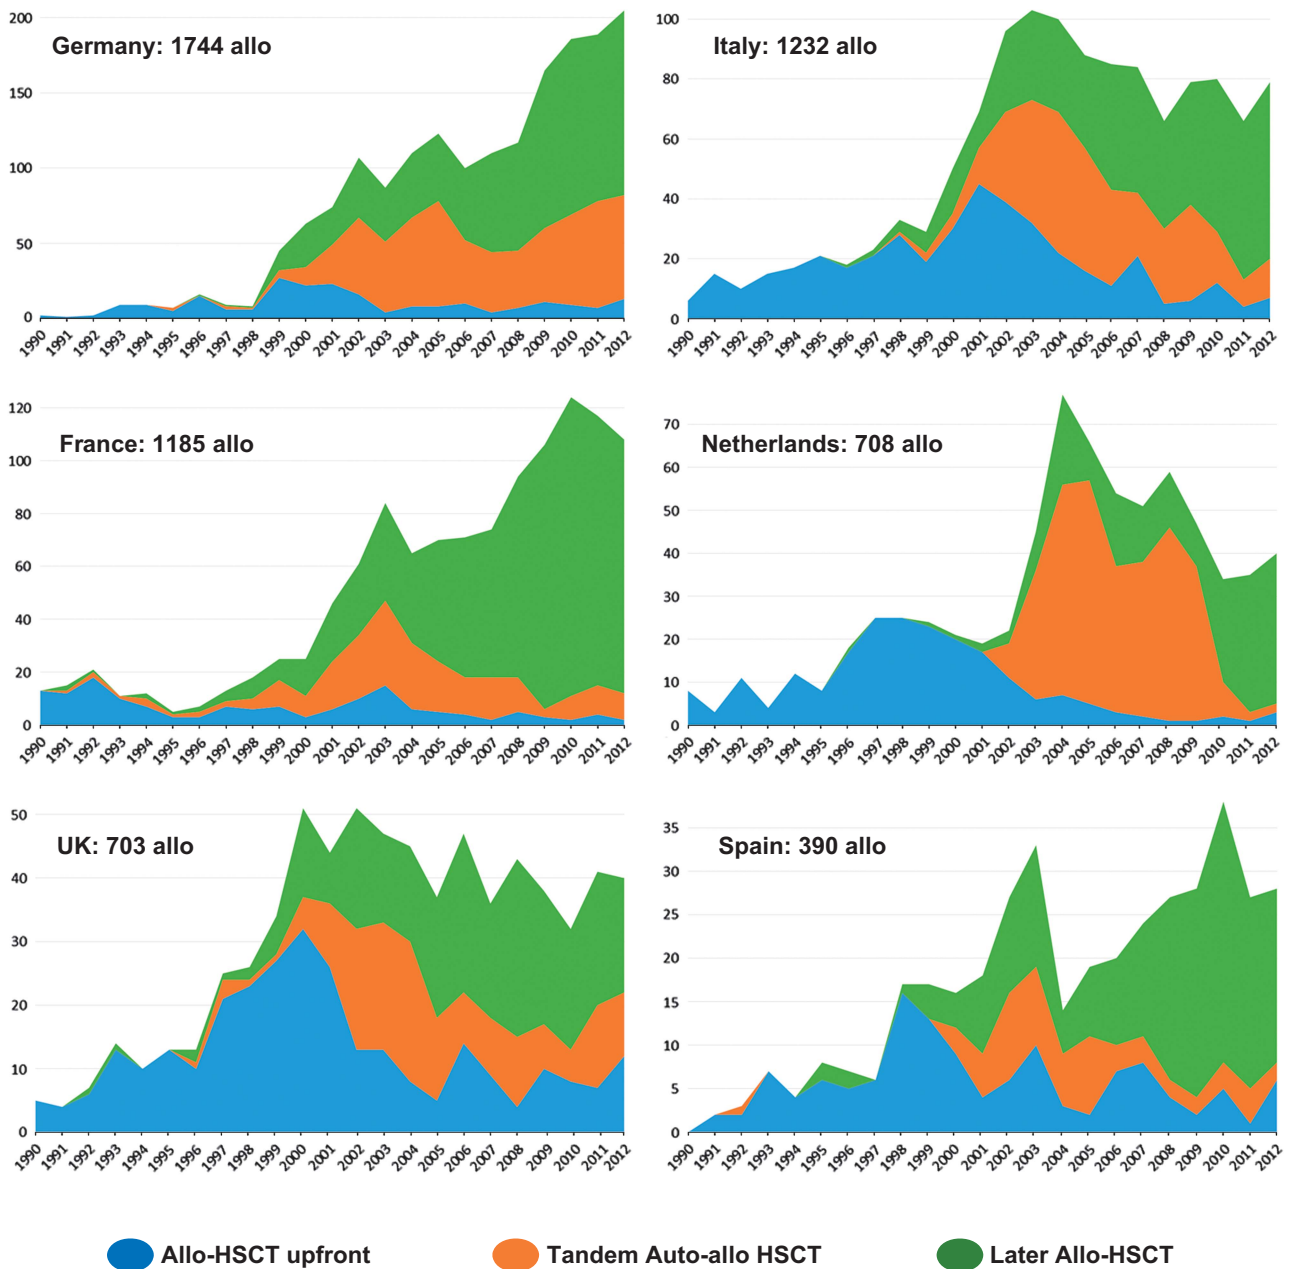 Germany: 1744 allo
200
150
100
50
0
1990 1991 1992 1993 1994 1995 1996 1997 1998 1999 2000 2001 2002 2003 2004 2005 2006 2007 2008 2009 2010 2011 2012
Italy: 1232 allo
100
80
60
40
20
0
1990 1991 1992 1993 1994 1995 1996 1997 1998 1999 2000 2001 2002 2003 2004 2005 2006 2007 2008 2009 2010 2011 2012
France: 1185 allo
120
100
80
60
40
20
0
1990 1991 1992 1993 1994 1995 1996 1997 1998 1999 2000 2001 2002 2003 2004 2005 2006 2007 2008 2009 2010 2011 2012
Netherlands: 708 allo
70
60
50
40
30
20
10
0
1990 1991 1992 1993 1994 1995 1996 1997 1998 1999 2000 2001 2002 2003 2004 2005 2006 2007 2008 2009 2010 2011 2012
UK: 703 allo
50
40
30
20
10
0
1990 1991 1992 1993 1994 1995 1996 1997 1998 1999 2000 2001 2002 2003 2004 2005 2006 2007 2008 2009 2010 2011 2012
Spain: 390 allo
35
30
25
20
15
10
5
0
1990 1991 1992 1993 1994 1995 1996 1997 1998 1999 2000 2001 2002 2003 2004 2005 2006 2007 2008 2009 2010 2011 2012
Allo-HSCT upfront
Tandem Auto-allo HSCT
Later Allo-HSCT